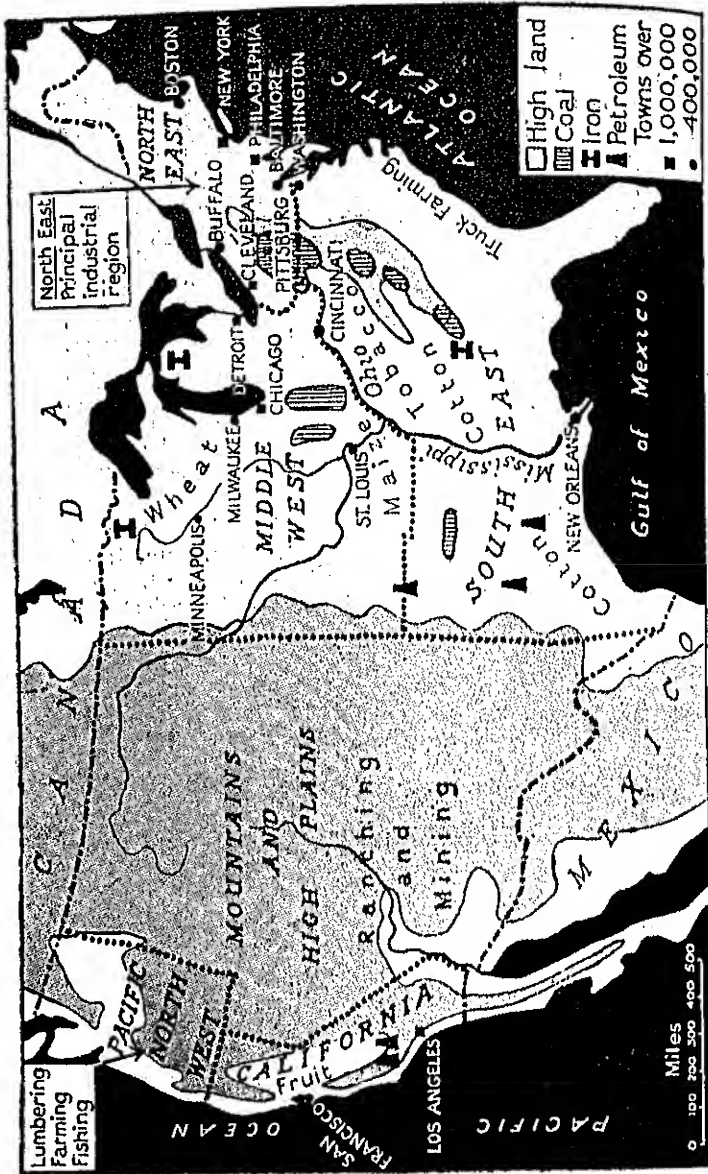 Lumbering
Farming
Fishing
PACIFIC
NORTH
WEST
CALIFORNIA
Fruit
SAN
FRANCISCO
LOS ANGELES
PACIFIC
OCEAN
Miles
0 100 200 300 400 500
CANADA
MOUNTAINS
AND
HIGH PLAINS
Ranching
and
Mining
MEXICO
North East
Principal
industrial
region
NORTH
EAST
BOSTON
NEW YORK
PHILADELPHIA
BALTIMORE
WASHINGTON
BUFFALO
CLEVELAND
PITTSBURG
CINCINNATI
DETROIT
CHICAGO
MILWAUKEE
MINNEAPOLIS
Wheat
MIDDLE
WEST
ST. LOUIS
Maize
Ohio
Tobacco
Cotton
EAST
Mississippi
SOUTH
Cotton
NEW ORLEANS
Truck Farming
ATLANTIC
OCEAN
Gulf of Mexico
High land
Coal
Iron
Petroleum
Towns over
1,000,000
400,000